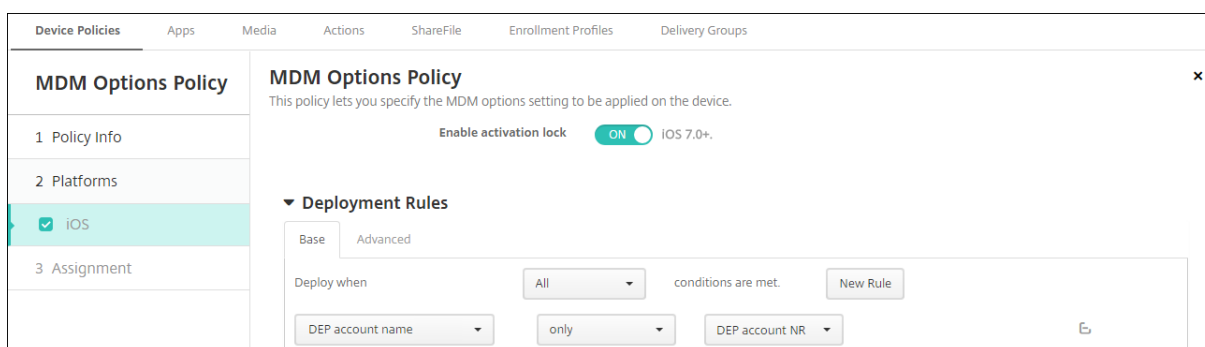 Device Policies Apps Media Actions ShareFile Enrollment Profiles Delivery Groups
MDM Options Policy
1 Policy Info
2 Platforms
iOS
3 Assignment
MDM Options Policy
This policy lets you specify the MDM options setting to be applied on the device.
Enable activation lock ON iOS 7.0+.
Deployment Rules
Base Advanced
Deploy when All conditions are met. New Rule
DEP account name only DEP account NR